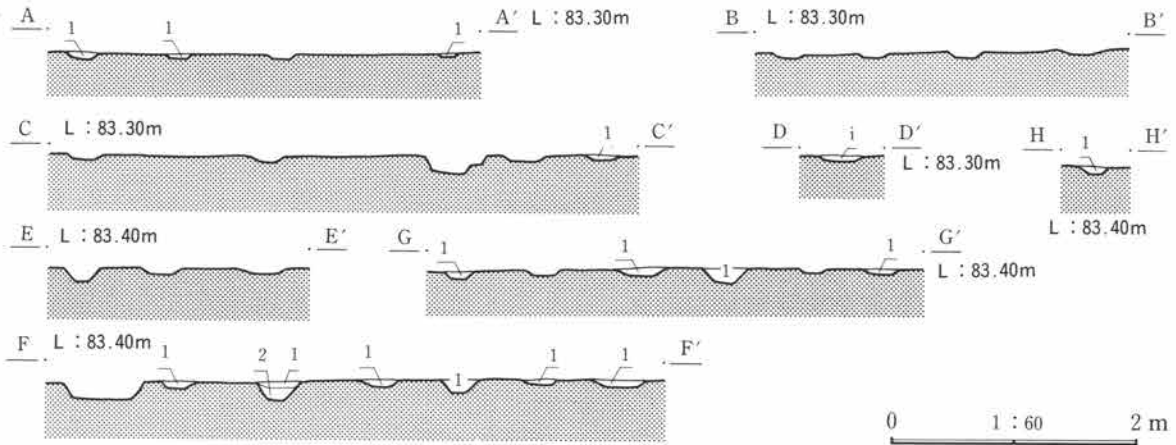 A 1 1 1 A′ L : 83.30m
B L : 83.30m B′
C L : 83.30m 1 C′
D i D′ L : 83.30m
H 1 H′ L : 83.40m
E L : 83.40m E′
G 1 1 1 1 G′ L : 83.40m
F L : 83.40m 1 2 1 1 1 1 1 F′
0 1 : 60 2 m